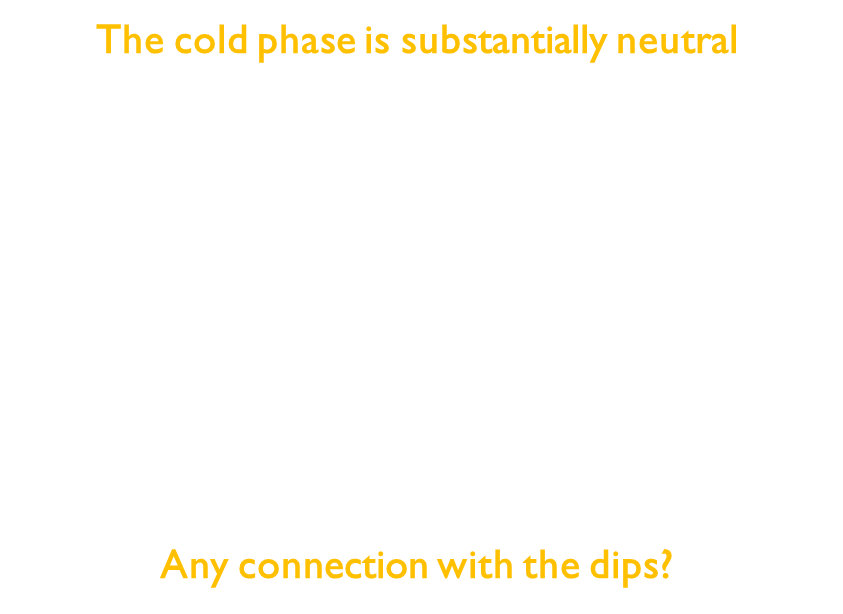 The cold phase is substantially neutral
Any connection with the dips?